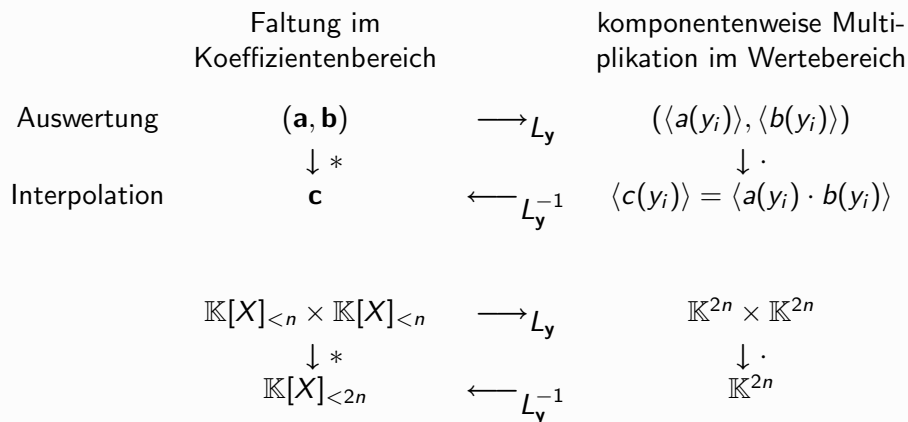 Faltung im komponentenweise Multi-
Koeffizientenbereich plikation im Wertebereich
Auswertung (𝐚, 𝐛) ⟶ L_𝐲 (⟨a(y_i)⟩, ⟨b(y_i)⟩)
↓ * ↓ ·
Interpolation 𝐜 ⟵ L_𝐲^{-1} ⟨c(y_i)⟩ = ⟨a(y_i) · b(y_i)⟩
𝕂[X]_{<n} × 𝕂[X]_{<n} ⟶ L_𝐲 𝕂^{2n} × 𝕂^{2n}
↓ * ↓ ·
𝕂[X]_{<2n} ⟵ L_𝐲^{-1} 𝕂^{2n}